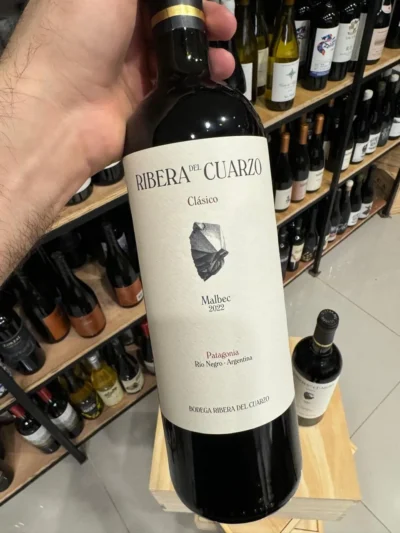 RIBERA DEL CUARZO
Clásico
Malbec
2022
Patagonia
Río Negro - Argentina
BODEGA RIBERA DEL CUARZO